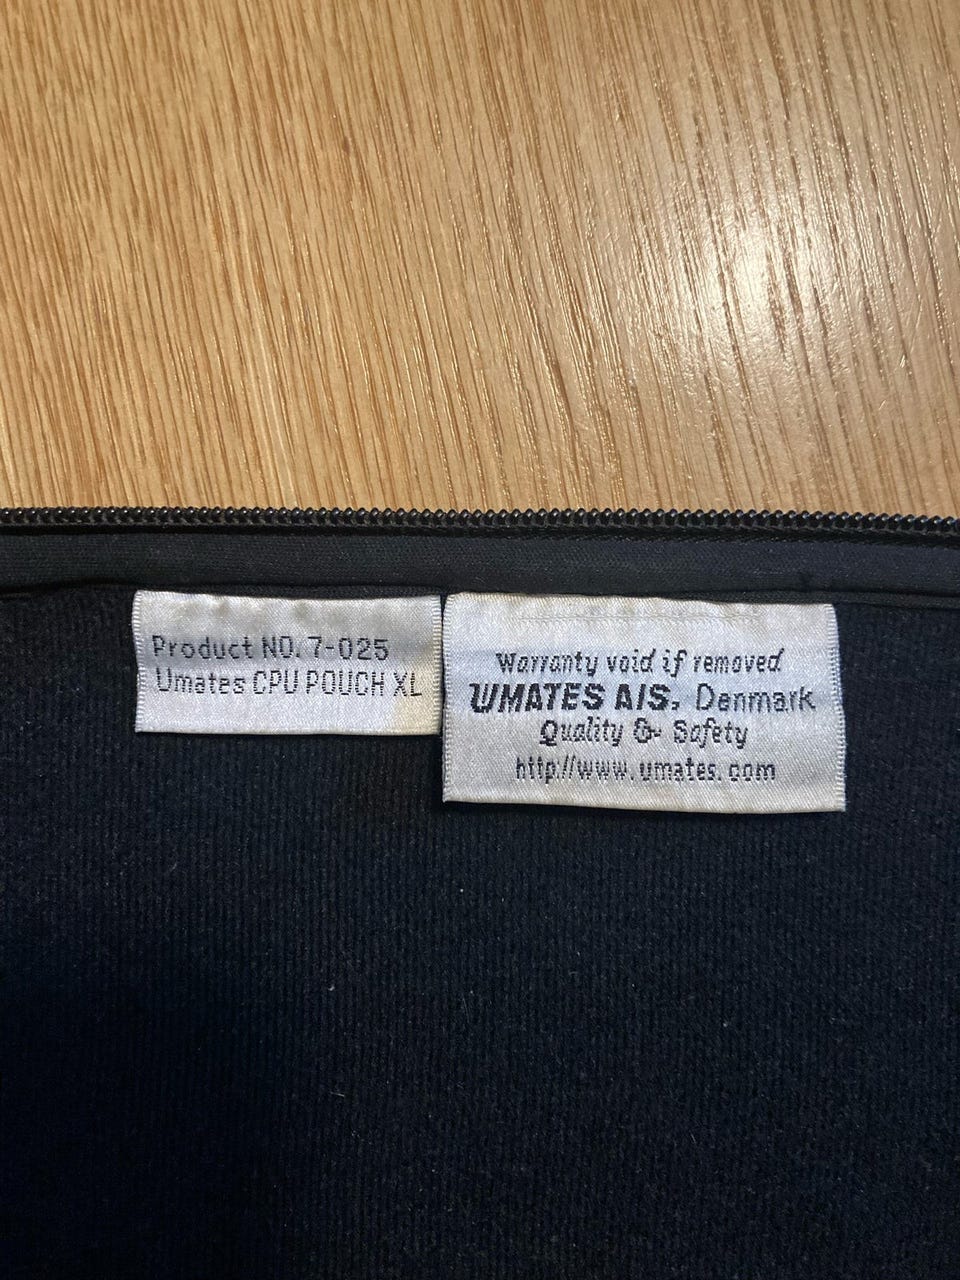 Product NO. 7-025
Umates CPU POUCH XL
Warranty void if removed
UMATES AIS. Denmark
Quality & Safety
http://www.umates.com